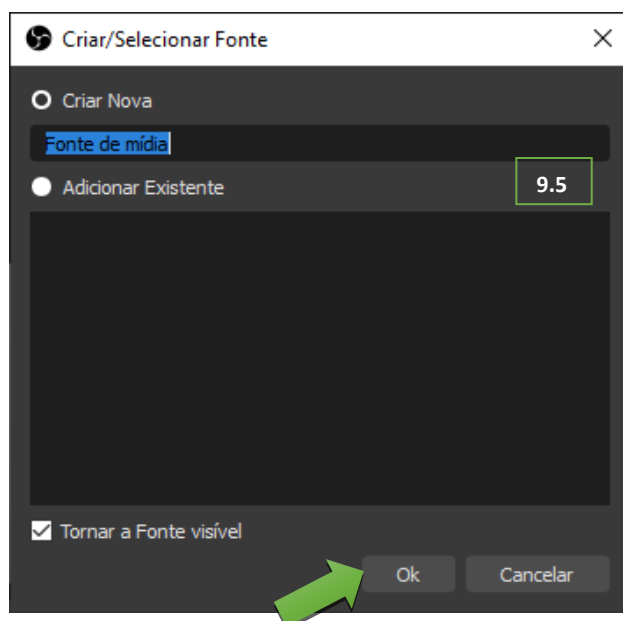 Criar/Selecionar Fonte
Criar Nova
Fonte de mídia
Adicionar Existente
9.5
Tornar a Fonte visível
Ok Cancelar